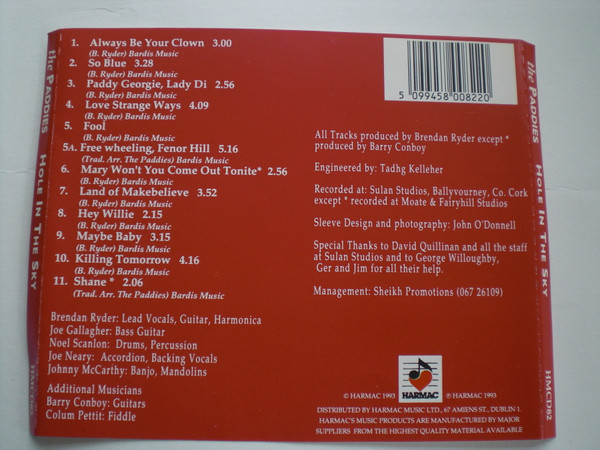 the PADDIES HOLE IN THE SKY
1. Always Be Your Clown 3.00
(B. Ryder) Bardis Music
2. So Blue 3.28
(B. Ryder) Bardis Music
3. Paddy Georgie, Lady Di 2.56
(B. Ryder) Bardis Music
4. Love Strange Ways 4.09
(B. Ryder) Bardis Music
5. Fool
(B. Ryder) Bardis Music
5A. Free wheeling, Fenor Hill 5.16
(Trad. Arr. The Paddies) Bardis Music
6. Mary Won't You Come Out Tonite* 2.56
(B. Ryder) Bardis Music
7. Land of Makebelieve 3.52
(B. Ryder) Bardis Music
8. Hey Willie 2.15
(B. Ryder) Bardis Music
9. Maybe Baby 3.15
(B. Ryder) Bardis Music
10. Killing Tomorrow 4.16
(B. Ryder) Bardis Music
11. Shane * 2.06
(Trad. Arr. The Paddies) Bardis Music
Brendan Ryder: Lead Vocals, Guitar, Harmonica
Joe Gallagher: Bass Guitar
Noel Scanlon: Drums, Percussion
Joe Neary: Accordion, Backing Vocals
Johnny McCarthy: Banjo, Mandolins
Additional Musicians
Barry Conboy: Guitars
Colum Pettit: Fiddle
5 099458 008220
All Tracks produced by Brendan Ryder except *
produced by Barry Conboy
Engineered by: Tadhg Kelleher
Recorded at: Sulan Studios, Ballyvourney, Co. Cork
except * recorded at Moate & Fairyhill Studios
Sleeve Design and photography: John O'Donnell
Special Thanks to David Quillinan and all the staff
at Sulan Studios and to George Willoughby,
Ger and Jim for all their help.
Management: Sheikh Promotions (067 26109)
HARMAC
© HARMAC 1993 ℗ HARMAC 1993
DISTRIBUTED BY HARMAC MUSIC LTD., 67 AMIENS ST., DUBLIN 1.
HARMAC'S MUSIC PRODUCTS ARE MANUFACTURED BY MAJOR
SUPPLIERS FROM THE HIGHEST QUALITY MATERIAL AVAILABLE
the PADDIES HOLE IN THE SKY
HMCD82